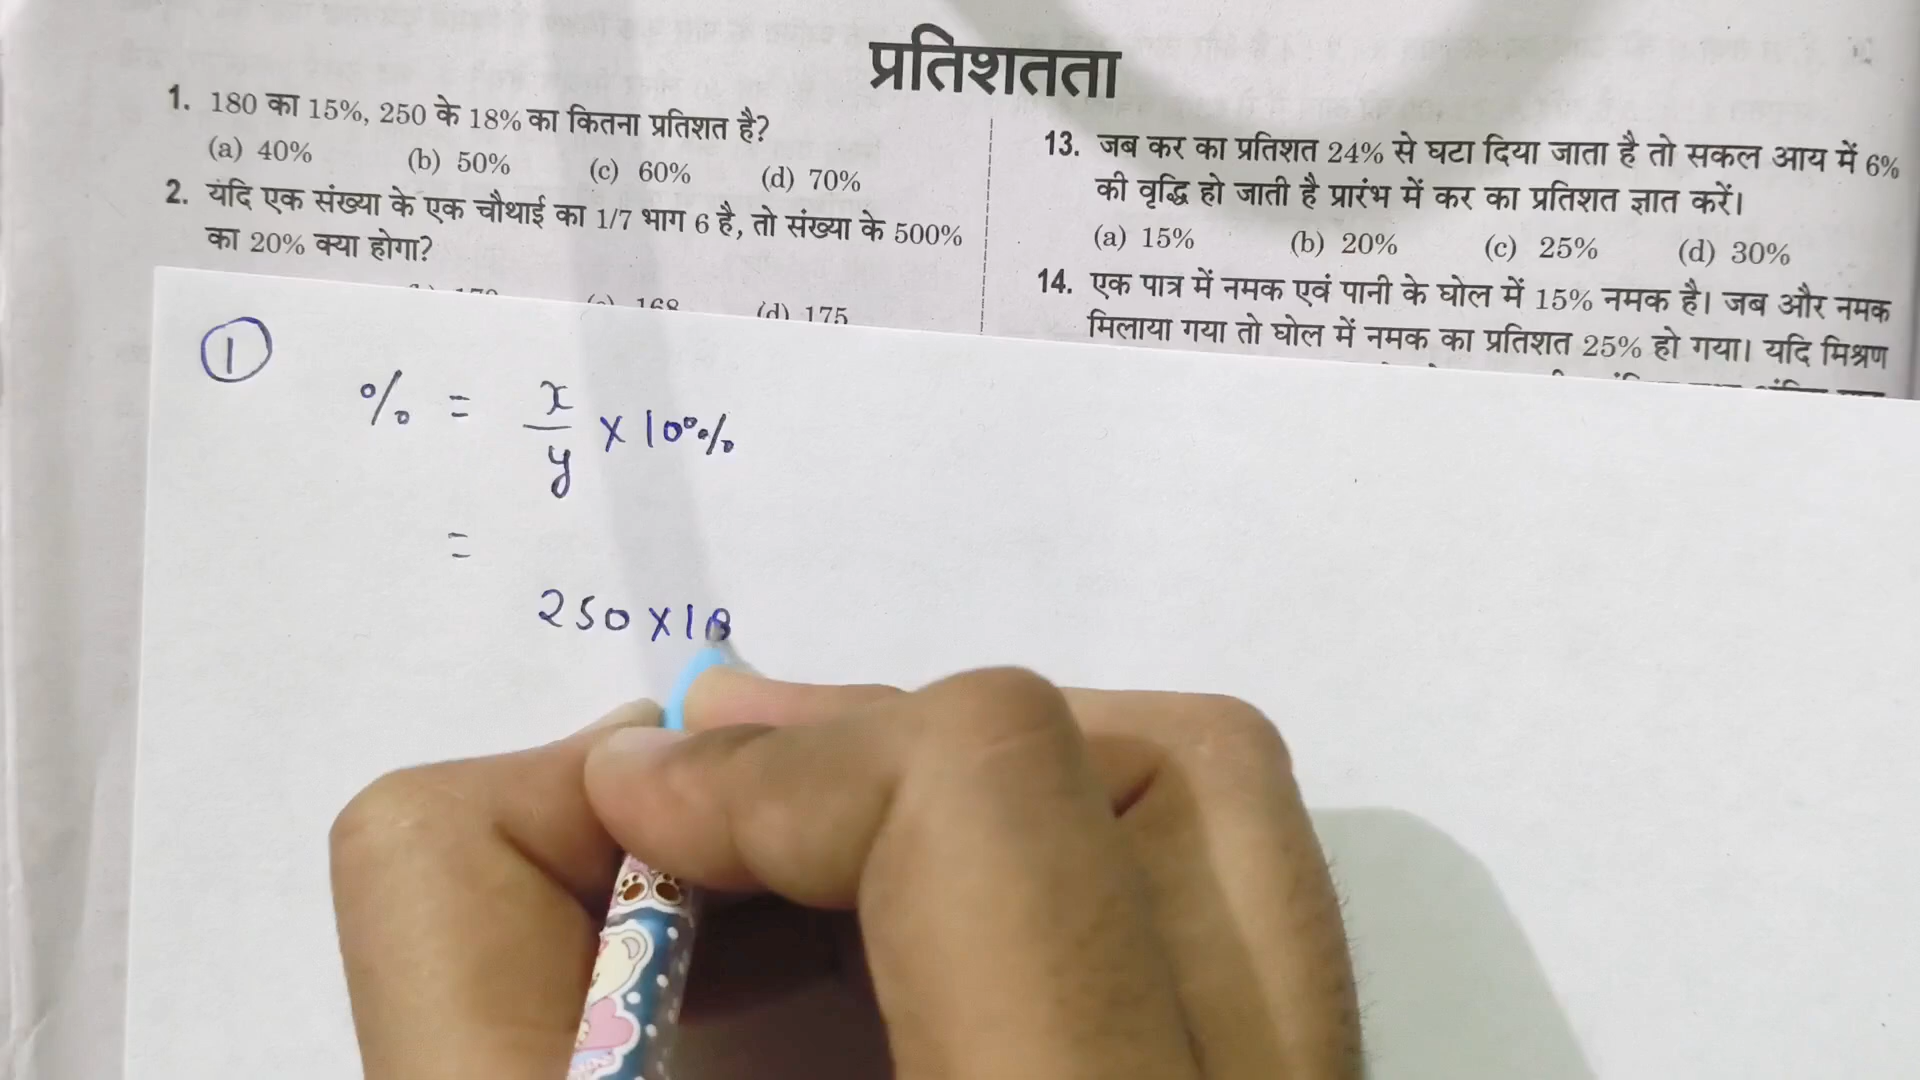 प्रतिशतता
1. 180 का 15%, 250 के 18% का कितना प्रतिशत है?
(a) 40% (b) 50% (c) 60% (d) 70%
2. यदि एक संख्या के एक चौथाई का 1/7 भाग 6 है, तो संख्या के 500%
का 20% क्या होगा?
(d) 175
13. जब कर का प्रतिशत 24% से घटा दिया जाता है तो सकल आय में 6%
की वृद्धि हो जाती है प्रारंभ में कर का प्रतिशत ज्ञात करें।
(a) 15% (b) 20% (c) 25% (d) 30%
14. एक पात्र में नमक एवं पानी के घोल में 15% नमक है। जब और नमक
मिलाया गया तो घोल में नमक का प्रतिशत 25% हो गया। यदि मिश्रण
1
% = x/y × 100%
=
250 × 18